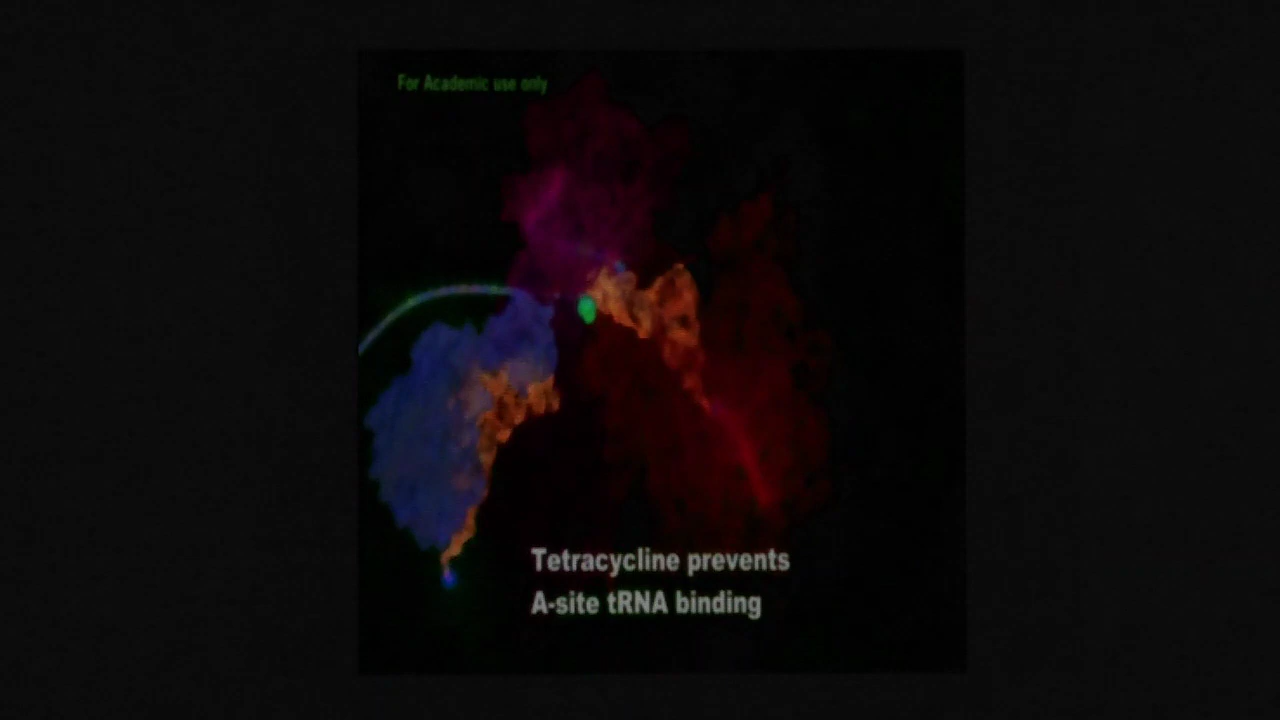 For Academic use only
Tetracycline prevents
A-site tRNA binding